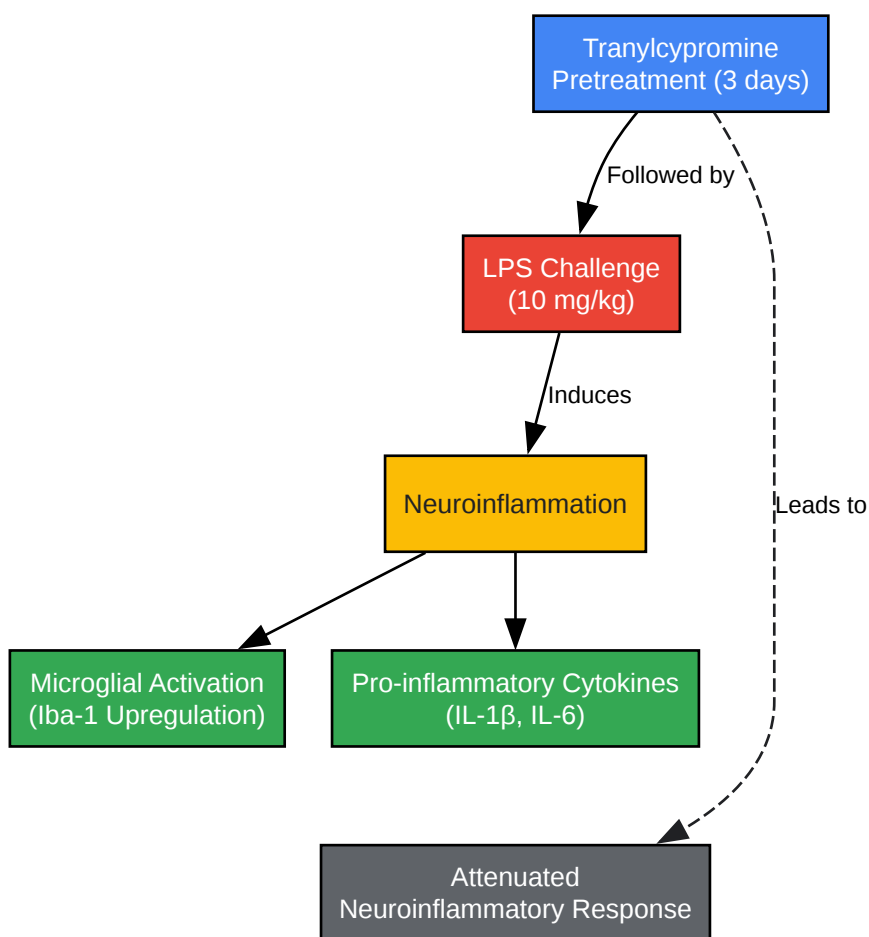 Tranylcypromine
Pretreatment (3 days)
Followed by
LPS Challenge
(10 mg/kg)
Induces
Neuroinflammation
Leads to
Microglial Activation
(Iba-1 Upregulation)
Pro-inflammatory Cytokines
(IL-1β, IL-6)
Attenuated
Neuroinflammatory Response